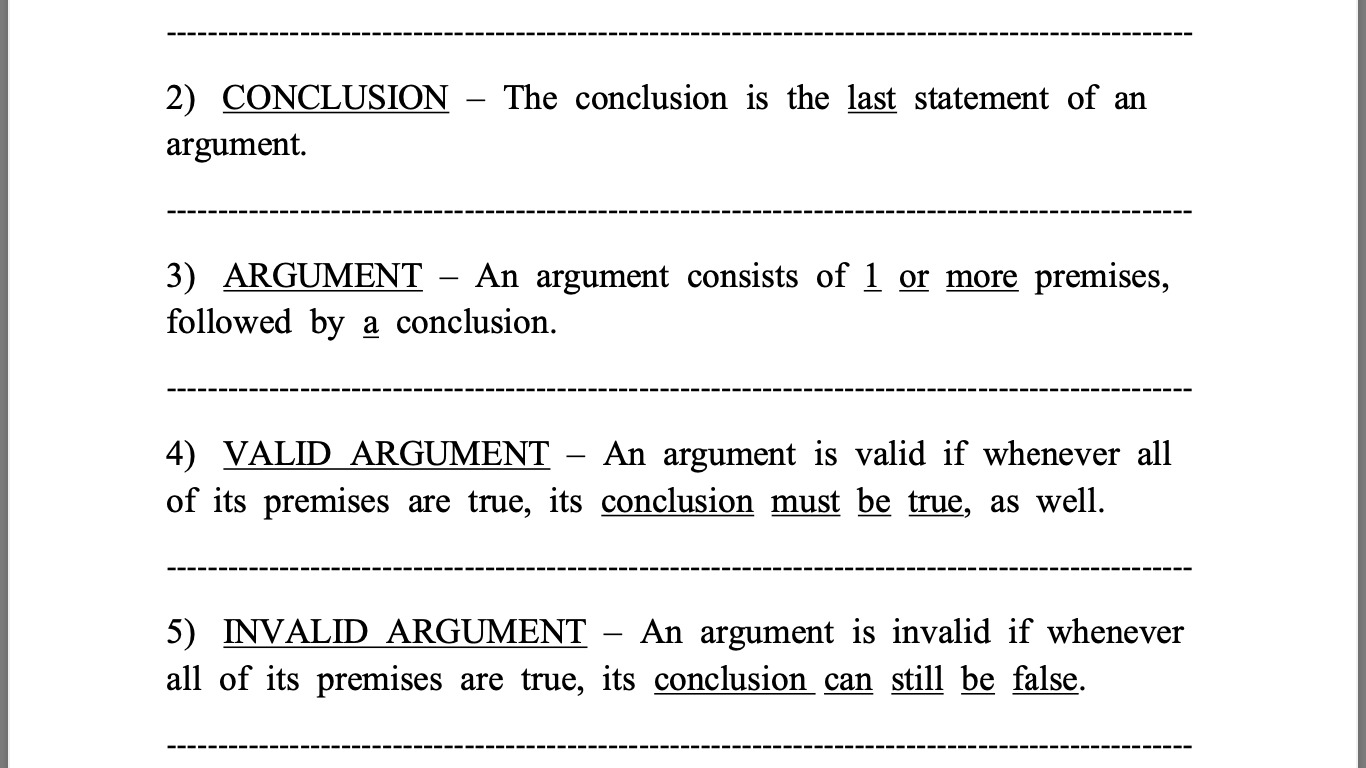 --------------------------------------------------------------------------------------------------------
2) CONCLUSION – The conclusion is the last statement of an
argument.
--------------------------------------------------------------------------------------------------------
3) ARGUMENT – An argument consists of 1 or more premises,
followed by a conclusion.
--------------------------------------------------------------------------------------------------------
4) VALID ARGUMENT – An argument is valid if whenever all
of its premises are true, its conclusion must be true, as well.
--------------------------------------------------------------------------------------------------------
5) INVALID ARGUMENT – An argument is invalid if whenever
all of its premises are true, its conclusion can still be false.
--------------------------------------------------------------------------------------------------------